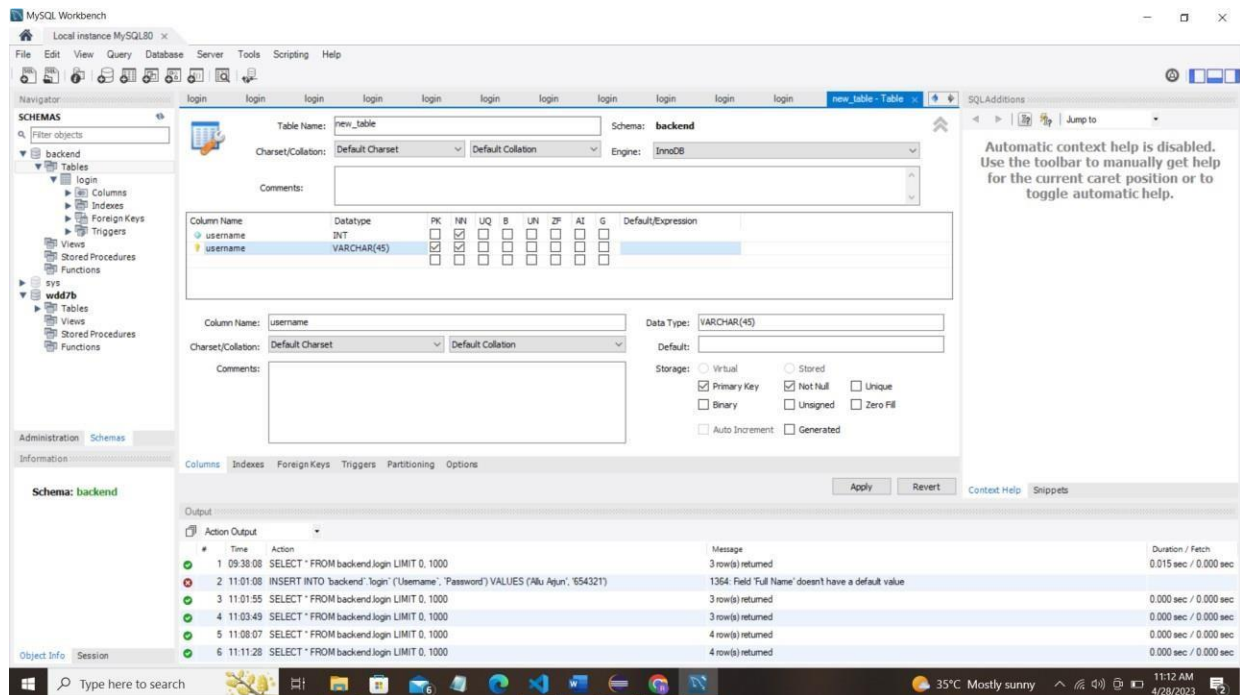 MySQL Workbench
Local instance MySQL80
File Edit View Query Database Server Tools Scripting Help
Navigator
SCHEMAS
Filter objects
backend
Tables
login
Columns
Indexes
Foreign Keys
Triggers
Views
Stored Procedures
Functions
sys
wdd7b
Tables
Views
Stored Procedures
Functions
Administration Schemas
Information
Schema: backend
Object Info Session
login login login login login login login login login login login new_table - Table
Table Name: new_table Schema: backend
Charset/Collation: Default Charset Default Collation Engine: InnoDB
Comments:
Column Name Datatype PK NN UQ B UN ZF AI G Default/Expression
username INT
username VARCHAR(45)
Column Name: username Data Type: VARCHAR(45)
Charset/Collation: Default Charset Default Collation Default:
Comments: Storage: Virtual Stored
Primary Key Not Null Unique
Binary Unsigned Zero Fill
Auto Increment Generated
Columns Indexes Foreign Keys Triggers Partitioning Options
Apply Revert
SQLAdditions
Jump to
Automatic context help is disabled.
Use the toolbar to manually get help
for the current caret position or to
toggle automatic help.
Context Help Snippets
Output
Action Output
# Time Action Message Duration / Fetch
1 09:38:08 SELECT * FROM backend.login LIMIT 0, 1000 3 row(s) returned 0.015 sec / 0.000 sec
2 11:01:08 INSERT INTO `backend`.`login` (`Username`, `Password`) VALUES ('Allu Arjun', '654321') 1364: Field 'Full Name' doesn't have a default value
3 11:01:55 SELECT * FROM backend.login LIMIT 0, 1000 3 row(s) returned 0.000 sec / 0.000 sec
4 11:03:49 SELECT * FROM backend.login LIMIT 0, 1000 3 row(s) returned 0.000 sec / 0.000 sec
5 11:08:07 SELECT * FROM backend.login LIMIT 0, 1000 4 row(s) returned 0.000 sec / 0.000 sec
6 11:11:28 SELECT * FROM backend.login LIMIT 0, 1000 4 row(s) returned 0.000 sec / 0.000 sec
Type here to search
35°C Mostly sunny
11:12 AM
4/28/2023